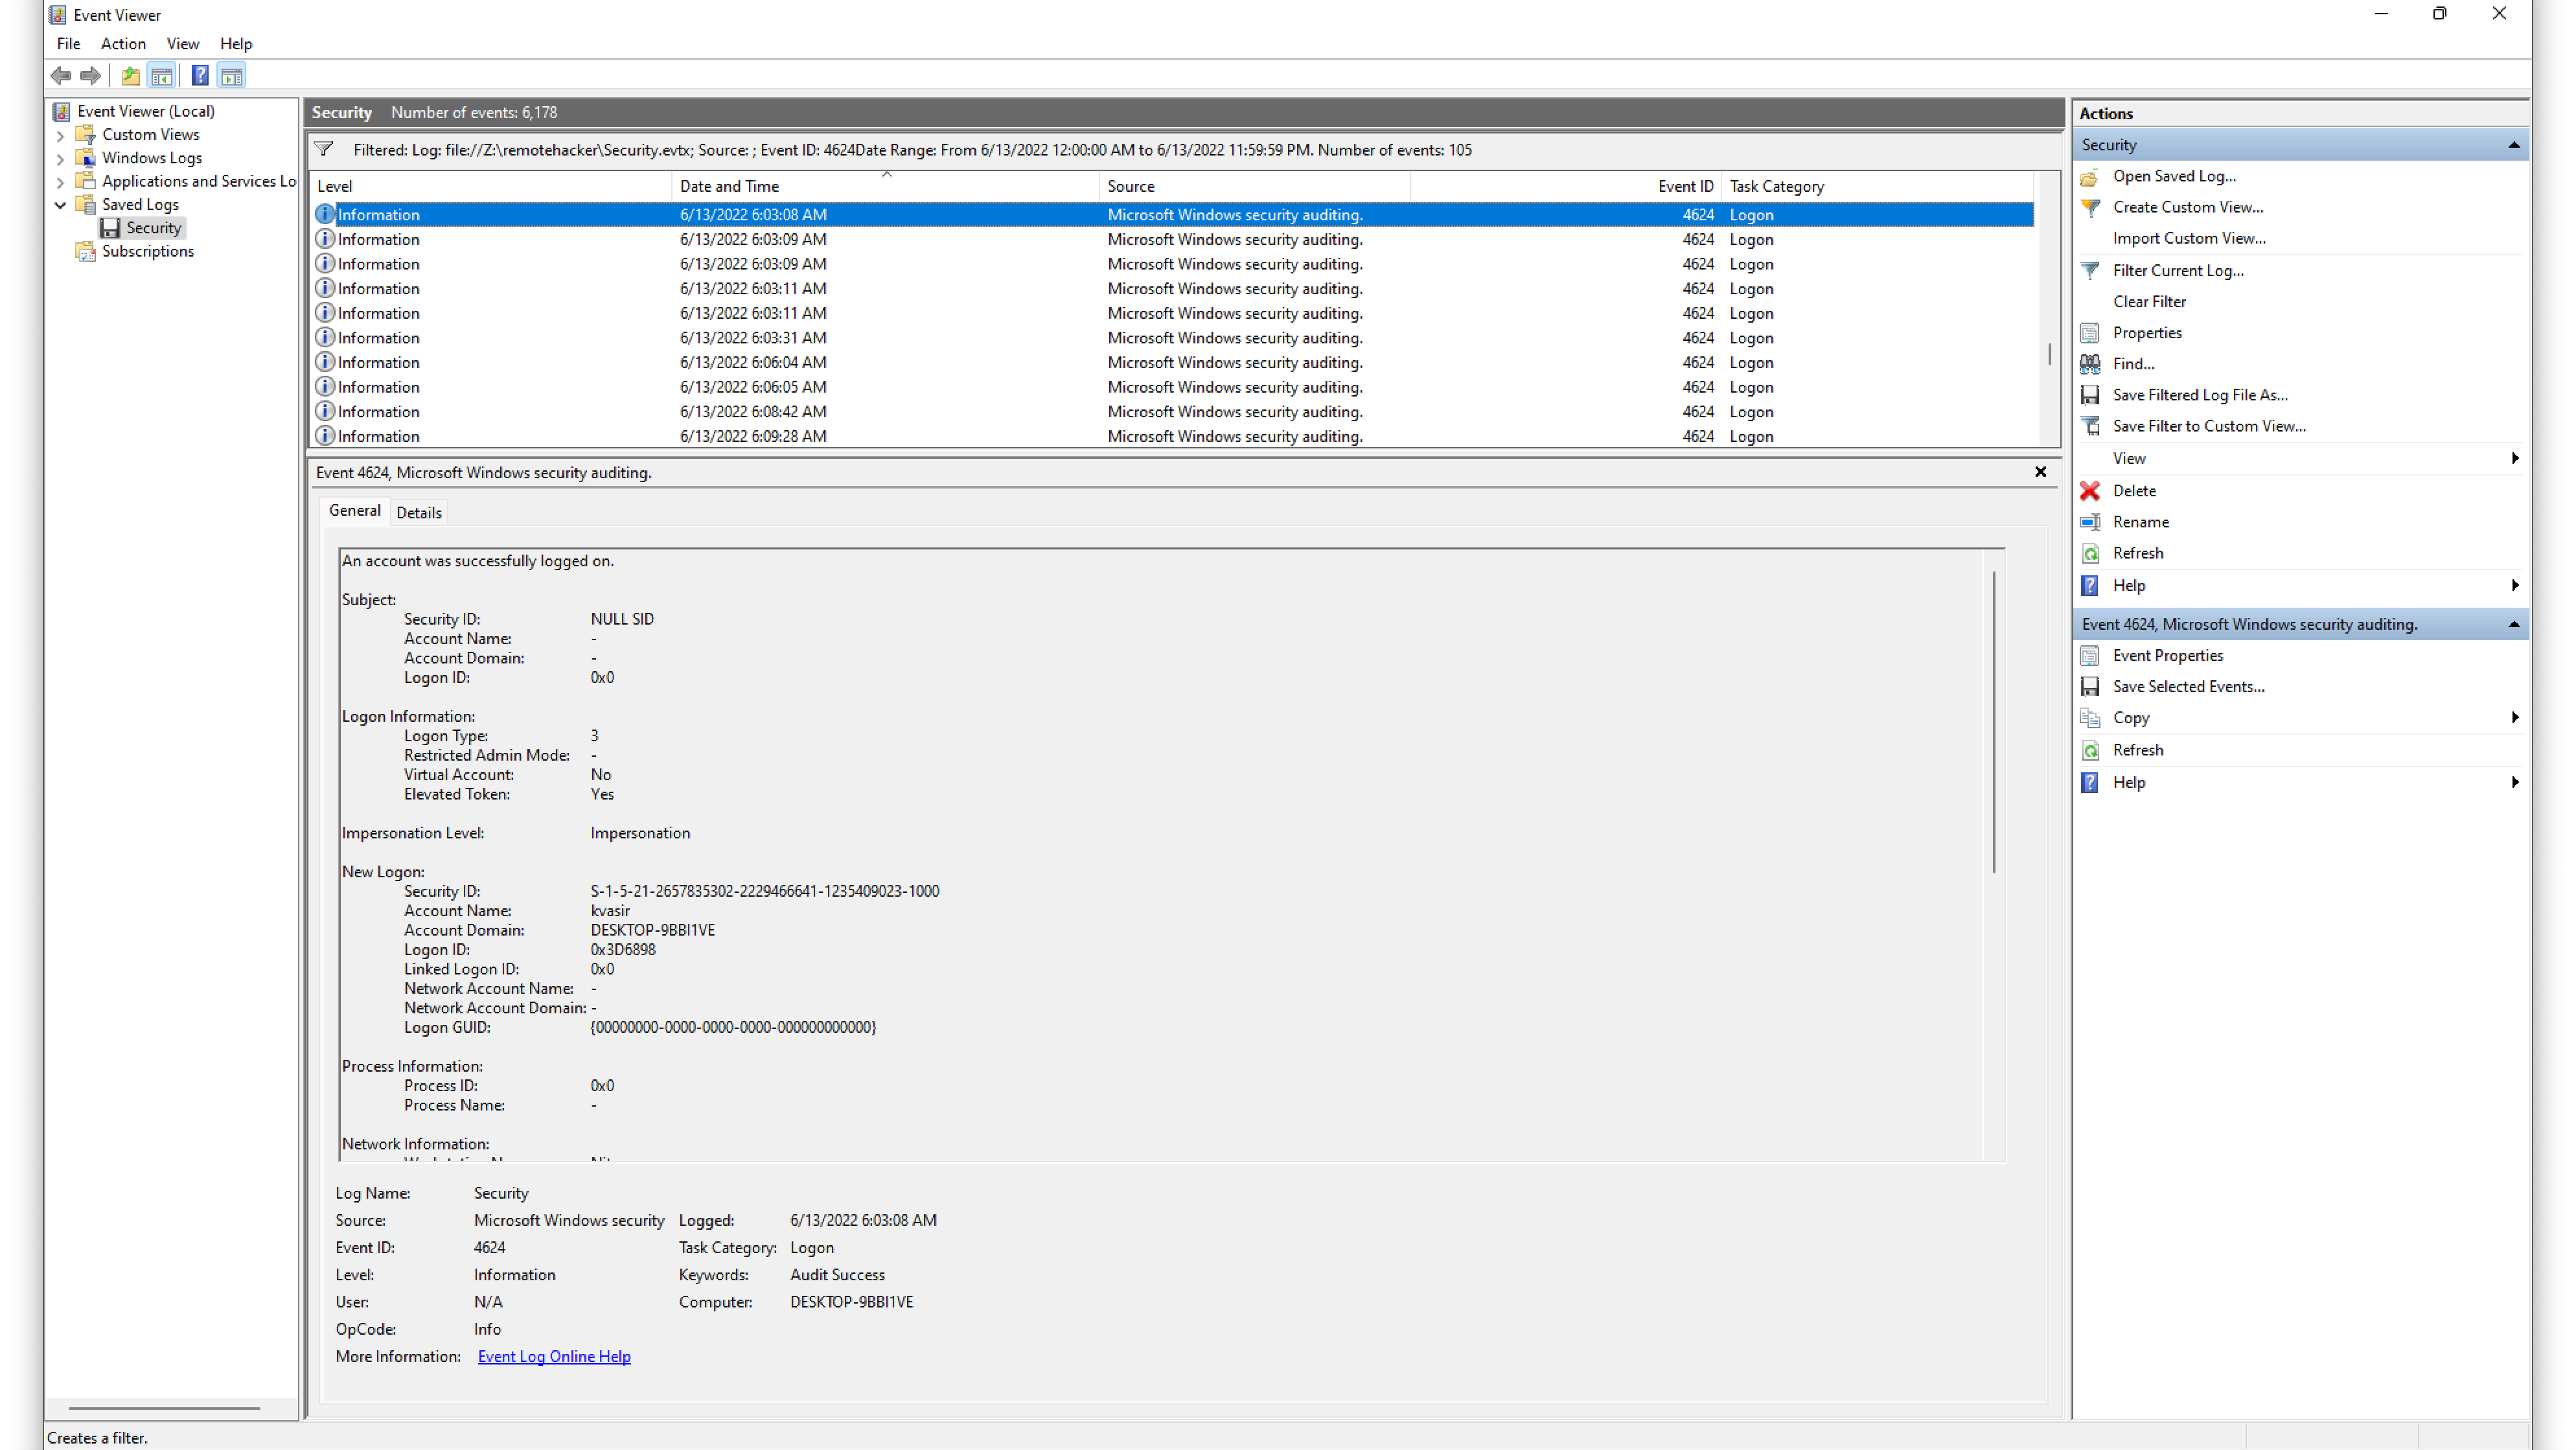 Event Viewer
File Action View Help
Event Viewer (Local)
Custom Views
Windows Logs
Applications and Services Lo
Saved Logs
Security
Subscriptions
Security Number of events: 6,178
Filtered: Log: file://Z:\remotehacker\Security.evtx; Source: ; Event ID: 4624Date Range: From 6/13/2022 12:00:00 AM to 6/13/2022 11:59:59 PM. Number of events: 105
Level Date and Time Source Event ID Task Category
Information 6/13/2022 6:03:08 AM Microsoft Windows security auditing. 4624 Logon
Information 6/13/2022 6:03:09 AM Microsoft Windows security auditing. 4624 Logon
Information 6/13/2022 6:03:09 AM Microsoft Windows security auditing. 4624 Logon
Information 6/13/2022 6:03:11 AM Microsoft Windows security auditing. 4624 Logon
Information 6/13/2022 6:03:11 AM Microsoft Windows security auditing. 4624 Logon
Information 6/13/2022 6:03:31 AM Microsoft Windows security auditing. 4624 Logon
Information 6/13/2022 6:06:04 AM Microsoft Windows security auditing. 4624 Logon
Information 6/13/2022 6:06:05 AM Microsoft Windows security auditing. 4624 Logon
Information 6/13/2022 6:08:42 AM Microsoft Windows security auditing. 4624 Logon
Information 6/13/2022 6:09:28 AM Microsoft Windows security auditing. 4624 Logon
Event 4624, Microsoft Windows security auditing.
General Details
An account was successfully logged on.
Subject:
Security ID: NULL SID
Account Name: -
Account Domain: -
Logon ID: 0x0
Logon Information:
Logon Type: 3
Restricted Admin Mode: -
Virtual Account: No
Elevated Token: Yes
Impersonation Level: Impersonation
New Logon:
Security ID: S-1-5-21-2657835302-2229466641-1235409023-1000
Account Name: kvasir
Account Domain: DESKTOP-9BBI1VE
Logon ID: 0x3D6898
Linked Logon ID: 0x0
Network Account Name: -
Network Account Domain: -
Logon GUID: {00000000-0000-0000-0000-000000000000}
Process Information:
Process ID: 0x0
Process Name: -
Network Information:
Log Name: Security
Source: Microsoft Windows security Logged: 6/13/2022 6:03:08 AM
Event ID: 4624 Task Category: Logon
Level: Information Keywords: Audit Success
User: N/A Computer: DESKTOP-9BBI1VE
OpCode: Info
More Information: Event Log Online Help
Actions
Security
Open Saved Log...
Create Custom View...
Import Custom View...
Filter Current Log...
Clear Filter
Properties
Find...
Save Filtered Log File As...
Save Filter to Custom View...
View
Delete
Rename
Refresh
Help
Event 4624, Microsoft Windows security auditing.
Event Properties
Save Selected Events...
Copy
Refresh
Help
Creates a filter.